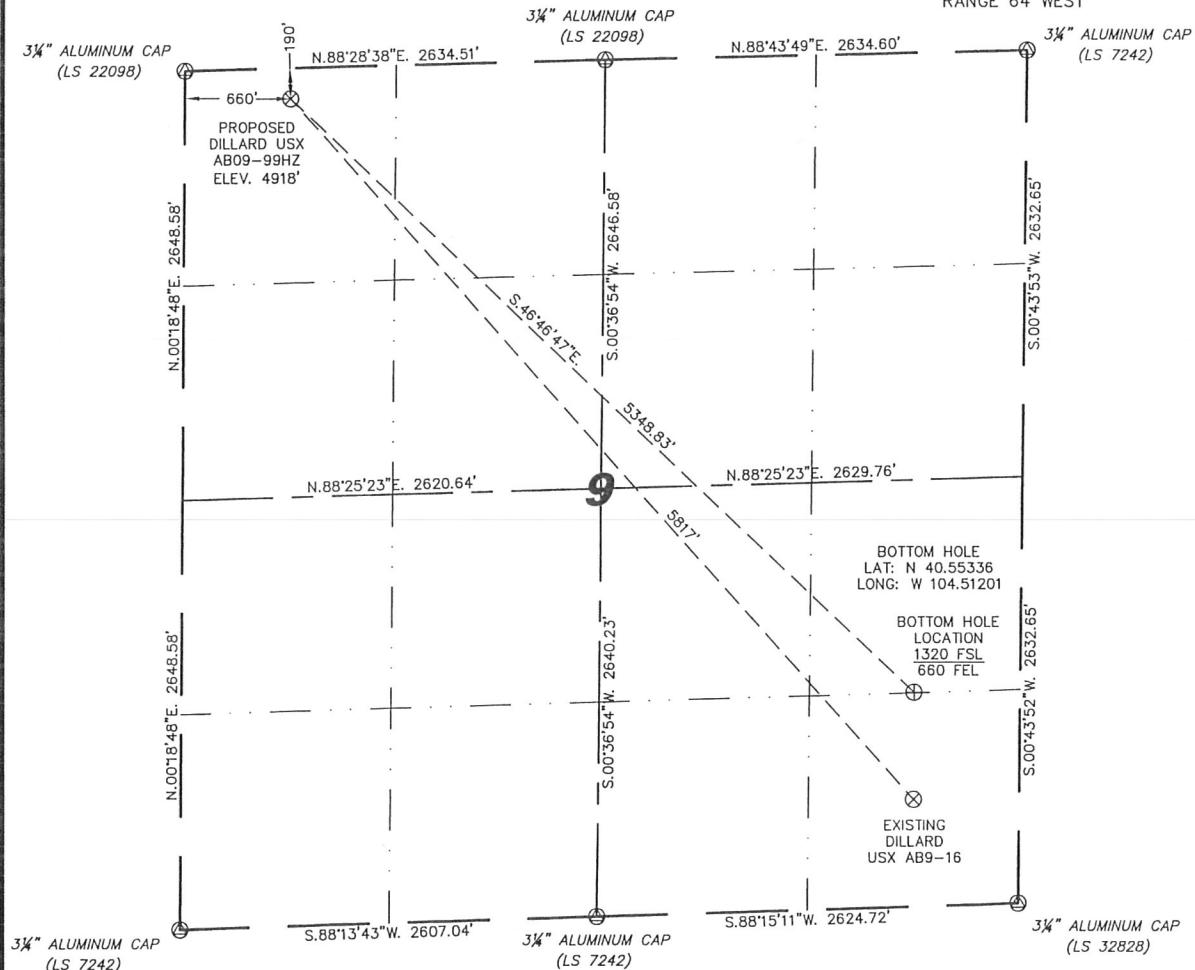 RANGE 64 WEST
3¼" ALUMINUM CAP
(LS 22098)
3¼" ALUMINUM CAP
(LS 22098)
3¼" ALUMINUM CAP
(LS 7242)
N.88°28'38"E. 2634.51'
N.88°43'49"E. 2634.60'
190'
660'
PROPOSED
DILLARD USX
AB09-99HZ
ELEV. 4918'
N.00°18'48"E. 2648.58'
S.00°36'54"W. 2646.58'
S.00°43'53"W. 2632.65'
S.46°46'47"E.
5348.83'
N.88°25'23"E. 2620.64'
9
N.88°25'23"E. 2629.76'
5817'
BOTTOM HOLE
LAT: N 40.55336
LONG: W 104.51201
BOTTOM HOLE
LOCATION
1320 FSL
660 FEL
N.00°18'48"E. 2648.58'
S.00°36'54"W. 2640.23'
S.00°43'52"W. 2632.65'
EXISTING
DILLARD
USX AB9-16
S.88°13'43"W. 2607.04'
S.88°15'11"W. 2624.72'
3¼" ALUMINUM CAP
(LS 7242)
3¼" ALUMINUM CAP
(LS 7242)
3¼" ALUMINUM CAP
(LS 32828)